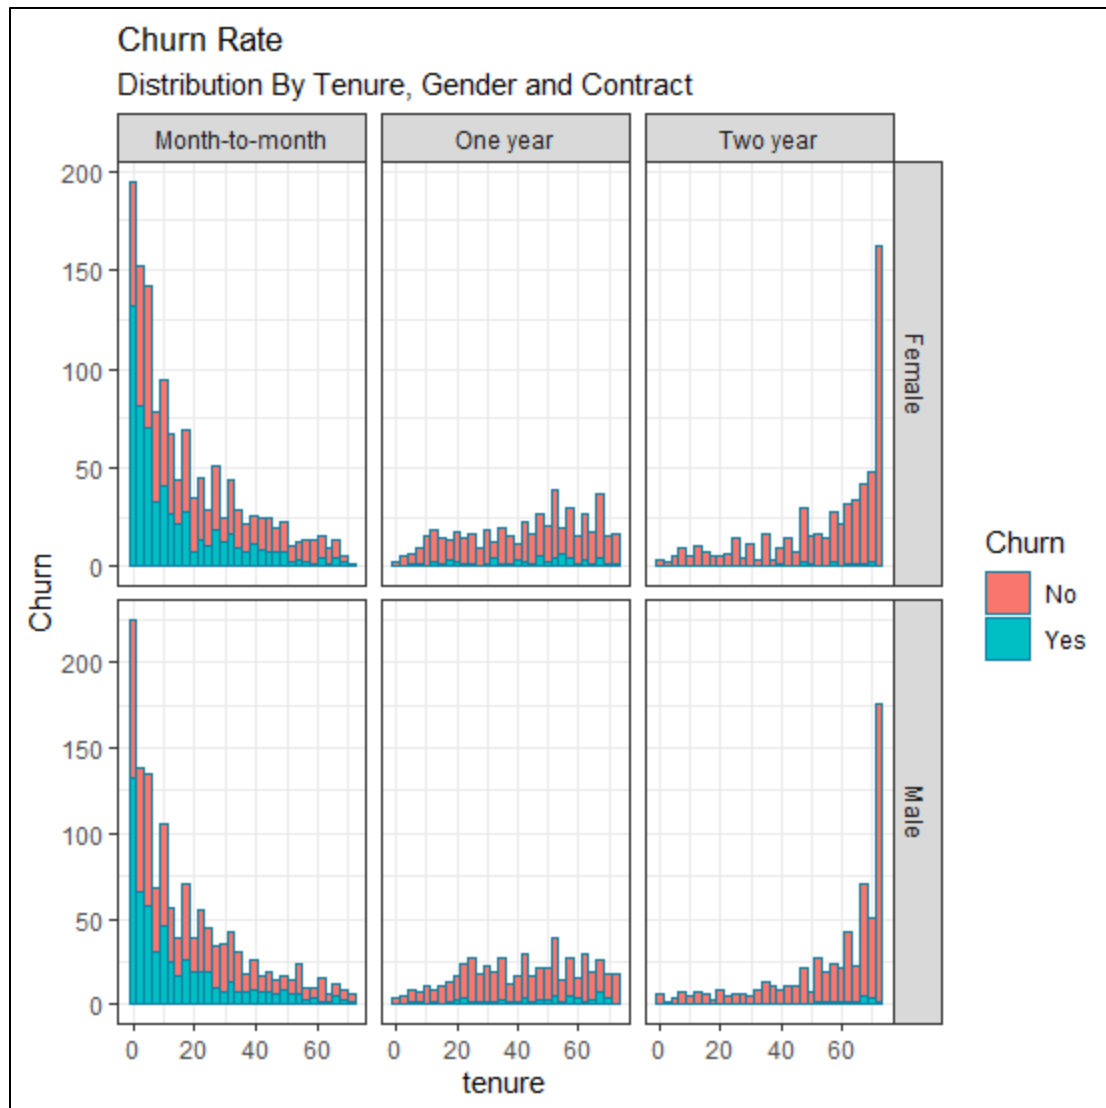 Churn Rate
Distribution By Tenure, Gender and Contract
Month-to-month
One year
Two year
200
150
100
50
0
Female
200
150
100
50
0
Male
Churn
0 20 40 60
0 20 40 60
0 20 40 60
tenure
Churn
No
Yes